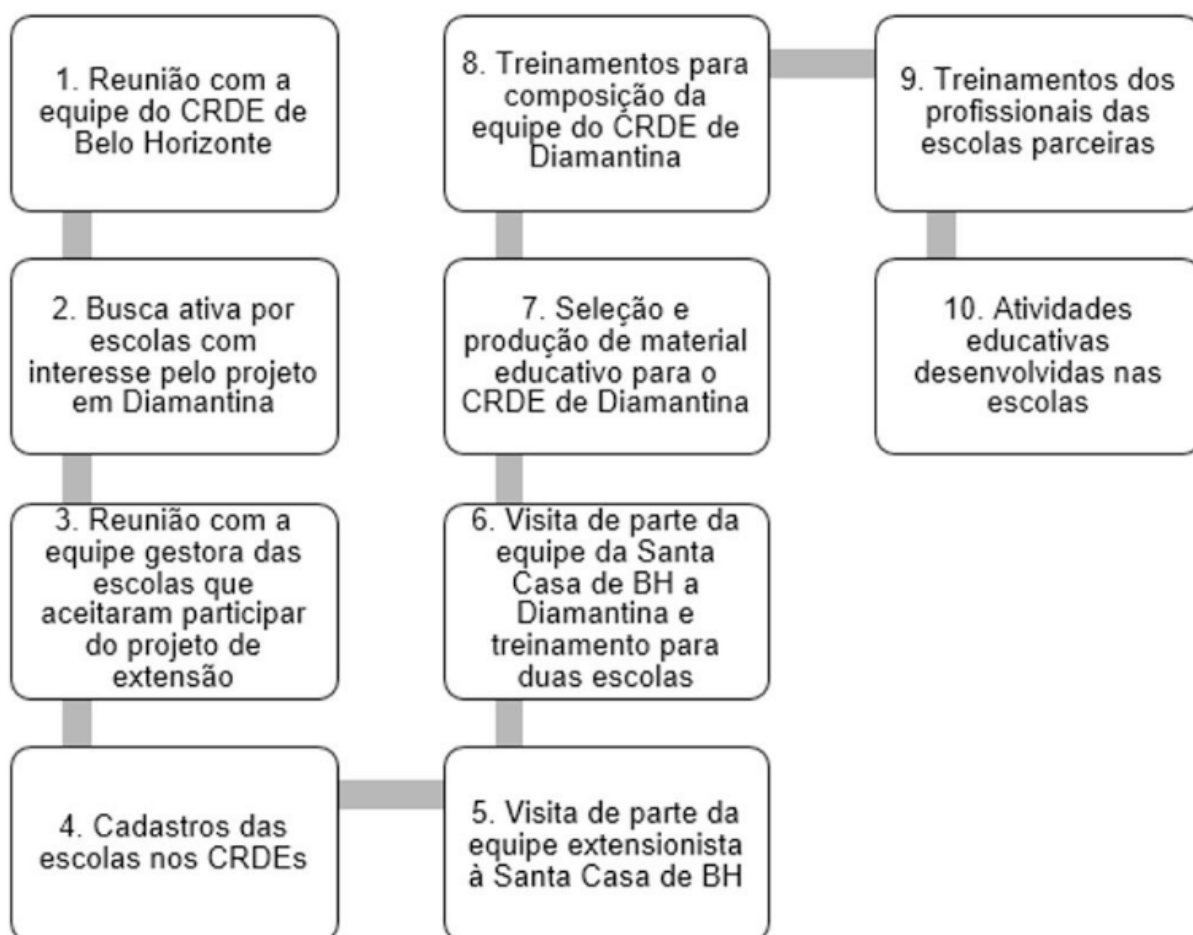 1. Reunião com a
equipe do CRDE de
Belo Horizonte
2. Busca ativa por
escolas com
interesse pelo projeto
em Diamantina
3. Reunião com a
equipe gestora das
escolas que
aceitaram participar
do projeto de
extensão
4. Cadastros das
escolas nos CRDEs
5. Visita de parte da
equipe extensionista
à Santa Casa de BH
6. Visita de parte da
equipe da Santa
Casa de BH a
Diamantina e
treinamento para
duas escolas
7. Seleção e
produção de material
educativo para o
CRDE de Diamantina
8. Treinamentos para
composição da
equipe do CRDE de
Diamantina
9. Treinamentos dos
profissionais das
escolas parceiras
10. Atividades
educativas
desenvolvidas nas
escolas